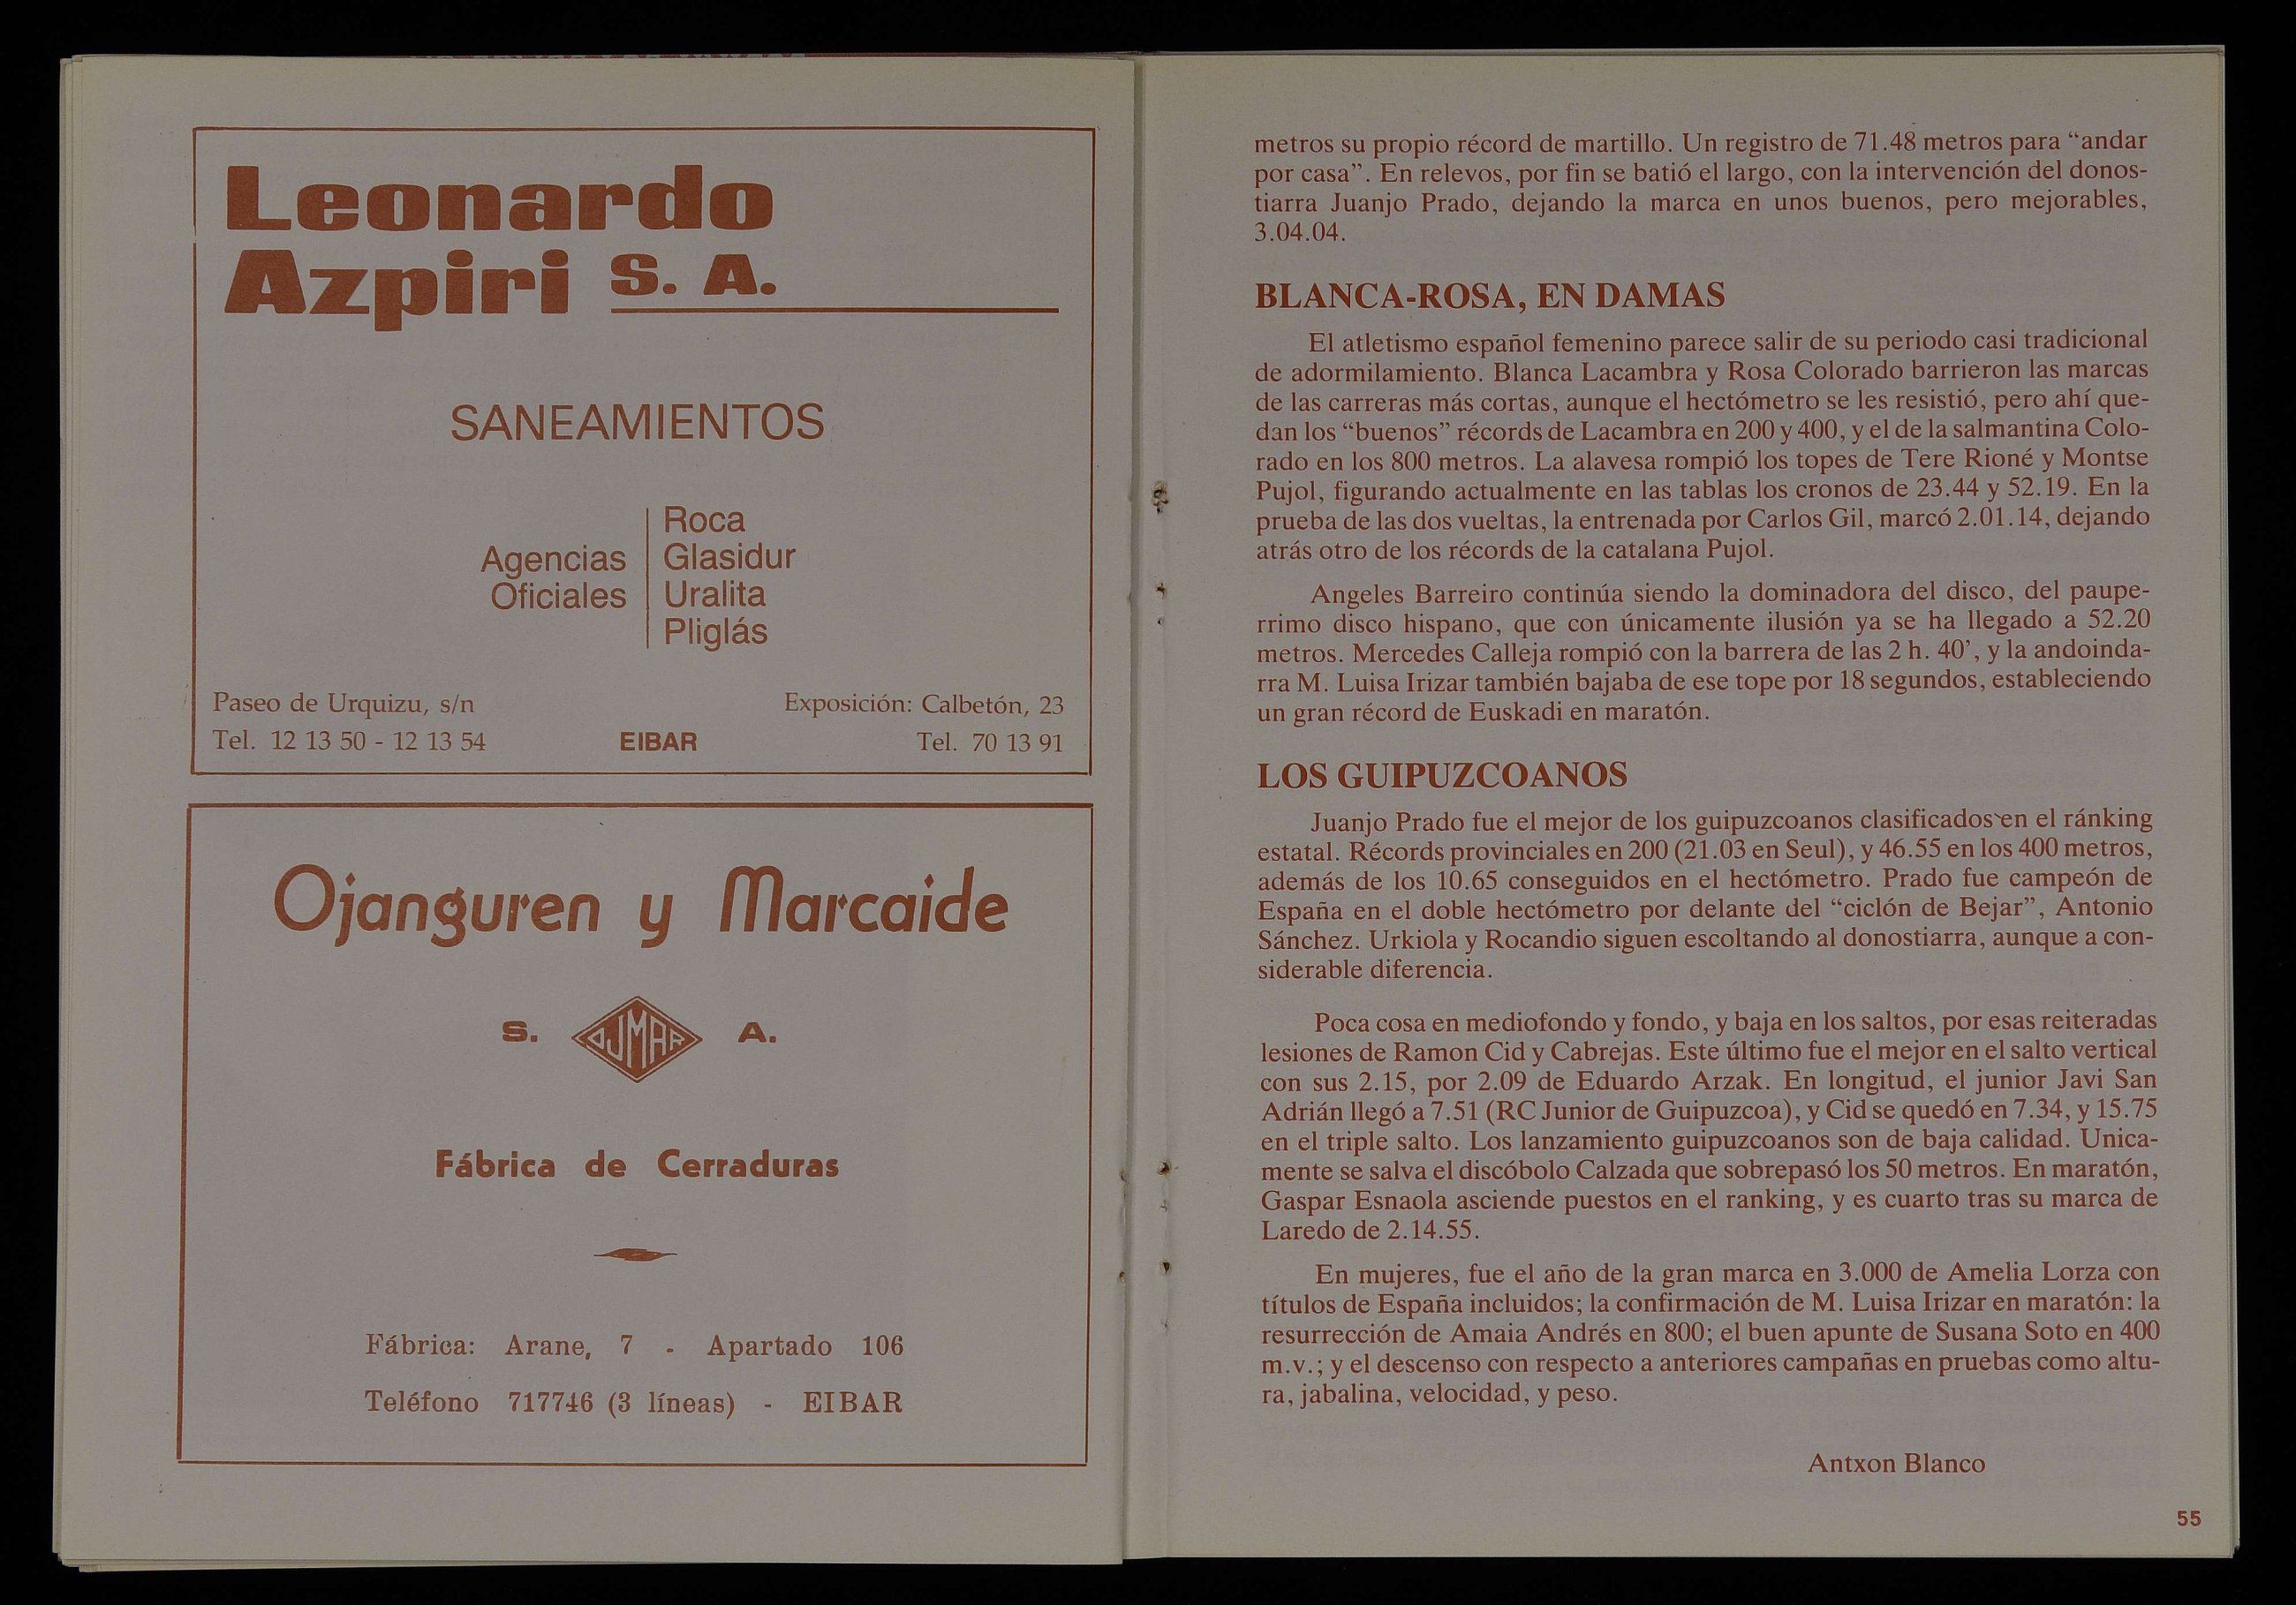 Leonardo
Azpiri S. A.
SANEAMIENTOS
Agencias
Oficiales
Roca
Glasidur
Uralita
Pliglás
Paseo de Urquizu, s/n
Exposición: Calbetón, 23
Tel. 12 13 50 - 12 13 54
EIBAR
Tel. 70 13 91
Ojanguren y Marcaide
S. OJMAR A.
Fábrica de Cerraduras
Fábrica: Arane, 7 - Apartado 106
Teléfono 717746 (3 líneas) - EIBAR
metros su propio récord de martillo. Un registro de 71.48 metros para “andar
por casa”. En relevos, por fin se batió el largo, con la intervención del donos-
tiarra Juanjo Prado, dejando la marca en unos buenos, pero mejorables,
3.04.04.
BLANCA-ROSA, EN DAMAS
El atletismo español femenino parece salir de su periodo casi tradicional
de adormilamiento. Blanca Lacambra y Rosa Colorado barrieron las marcas
de las carreras más cortas, aunque el hectómetro se les resistió, pero ahí que-
dan los “buenos” récords de Lacambra en 200 y 400, y el de la salmantina Colo-
rado en los 800 metros. La alavesa rompió los topes de Tere Rioné y Montse
Pujol, figurando actualmente en las tablas los cronos de 23.44 y 52.19. En la
prueba de las dos vueltas, la entrenada por Carlos Gil, marcó 2.01.14, dejando
atrás otro de los récords de la catalana Pujol.
Angeles Barreiro continúa siendo la dominadora del disco, del paupe-
rrimo disco hispano, que con únicamente ilusión ya se ha llegado a 52.20
metros. Mercedes Calleja rompió con la barrera de las 2 h. 40’, y la andoinda-
rra M. Luisa Irizar también bajaba de ese tope por 18 segundos, estableciendo
un gran récord de Euskadi en maratón.
LOS GUIPUZCOANOS
Juanjo Prado fue el mejor de los guipuzcoanos clasificados en el ránking
estatal. Récords provinciales en 200 (21.03 en Seul), y 46.55 en los 400 metros,
además de los 10.65 conseguidos en el hectómetro. Prado fue campeón de
España en el doble hectómetro por delante del “ciclón de Bejar”, Antonio
Sánchez. Urkiola y Rocandio siguen escoltando al donostiarra, aunque a con-
siderable diferencia.
Poca cosa en mediofondo y fondo, y baja en los saltos, por esas reiteradas
lesiones de Ramon Cid y Cabrejas. Este último fue el mejor en el salto vertical
con sus 2.15, por 2.09 de Eduardo Arzak. En longitud, el junior Javi San
Adrián llegó a 7.51 (RC Junior de Guipuzcoa), y Cid se quedó en 7.34, y 15.75
en el triple salto. Los lanzamiento guipuzcoanos son de baja calidad. Unica-
mente se salva el discóbolo Calzada que sobrepasó los 50 metros. En maratón,
Gaspar Esnaola asciende puestos en el ranking, y es cuarto tras su marca de
Laredo de 2.14.55.
En mujeres, fue el año de la gran marca en 3.000 de Amelia Lorza con
títulos de España incluidos; la confirmación de M. Luisa Irizar en maratón: la
resurrección de Amaia Andrés en 800; el buen apunte de Susana Soto en 400
m.v.; y el descenso con respecto a anteriores campañas en pruebas como altu-
ra, jabalina, velocidad, y peso.
Antxon Blanco
55